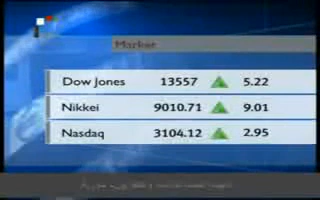 Market
Dow Jones 13557 5.22
Nikkei 9010.71 9.01
Nasdaq 3104.12 2.95